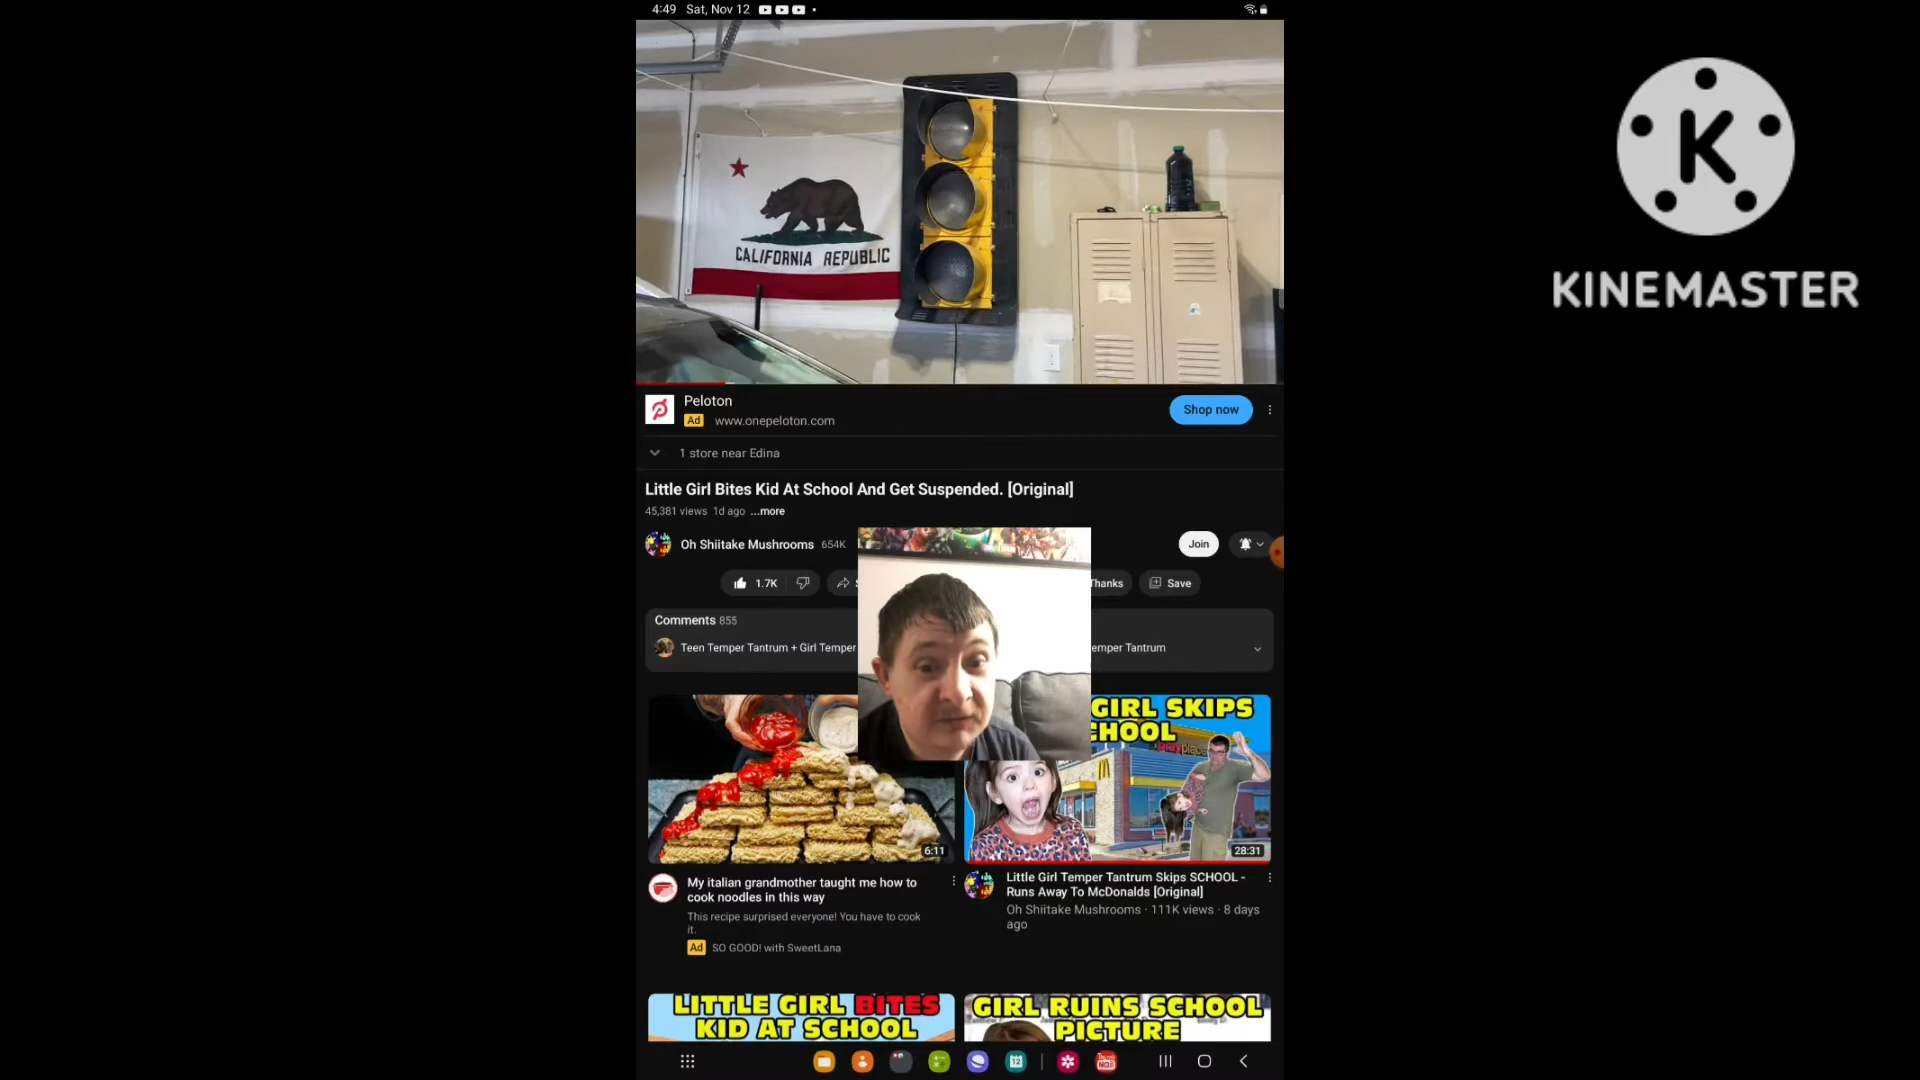 4:49 Sat, Nov 12
CALIFORNIA REPUBLIC
K
KINEMASTER
Peloton
Ad www.onepeloton.com
Shop now
1 store near Edina
Little Girl Bites Kid At School And Get Suspended. [Original]
45,381 views 1d ago ...more
Oh Shiitake Mushrooms 654K
Join
1.7K
Thanks
Save
Comments 855
Teen Temper Tantrum + Girl Temper
emper Tantrum
GIRL SKIPS
CHOOL
playplace
6:11
28:31
My italian grandmother taught me how to
cook noodles in this way
This recipe surprised everyone! You have to cook
it.
Ad SO GOOD! with SweetLana
Little Girl Temper Tantrum Skips SCHOOL -
Runs Away To McDonalds [Original]
Oh Shiitake Mushrooms · 111K views · 8 days
ago
LITTLE GIRL BITES
KID AT SCHOOL
GIRL RUINS SCHOOL
PICTURE
12